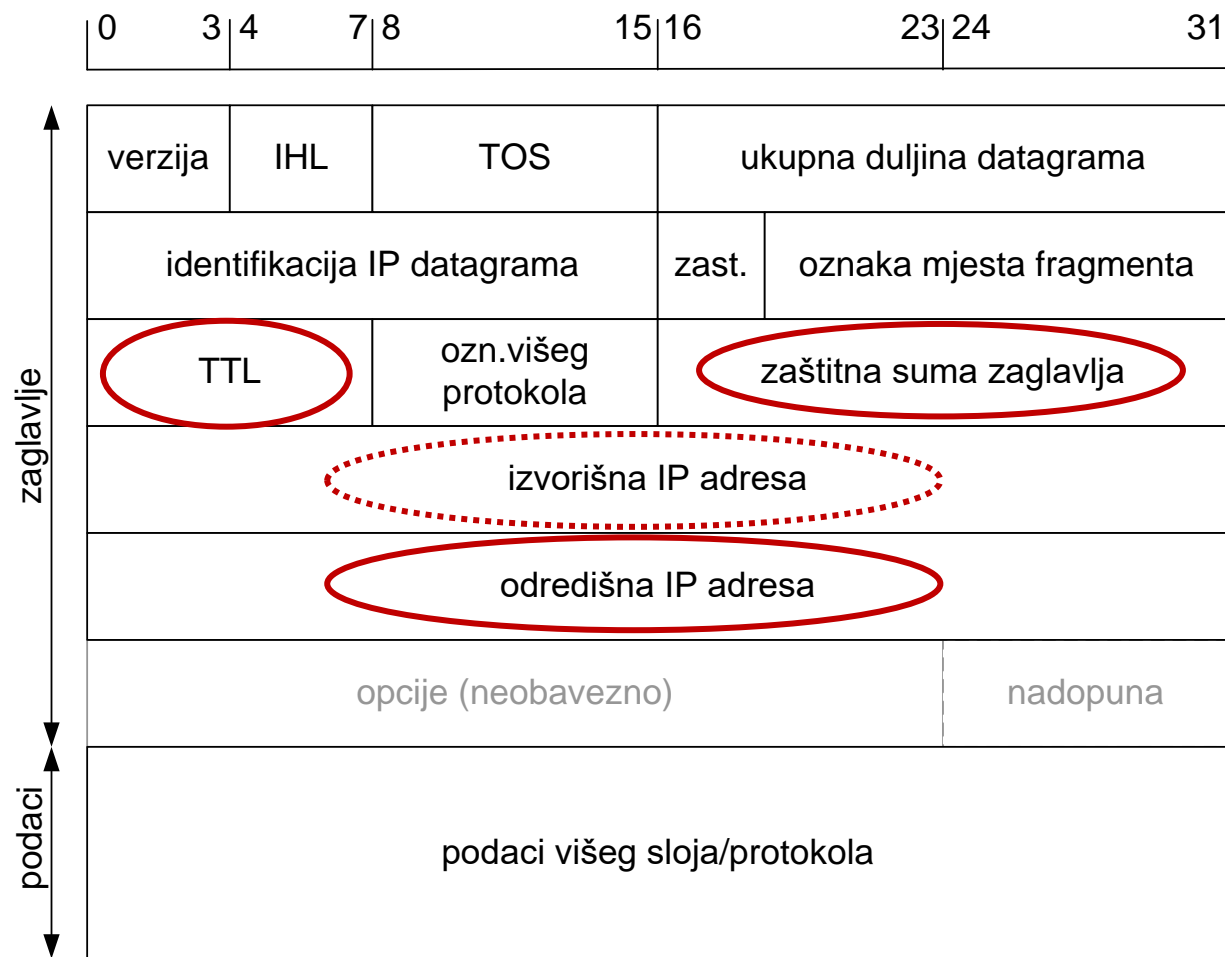 0 3 4 7 8 15 16 23 24 31
verzija IHL TOS ukupna duljina datagrama
identifikacija IP datagrama zast. oznaka mjesta fragmenta
TTL ozn.višeg zaštitna suma zaglavlja
protokola
izvorišna IP adresa
odredišna IP adresa
opcije (neobavezno) nadopuna
zaglavlje
podaci višeg sloja/protokola
podaci